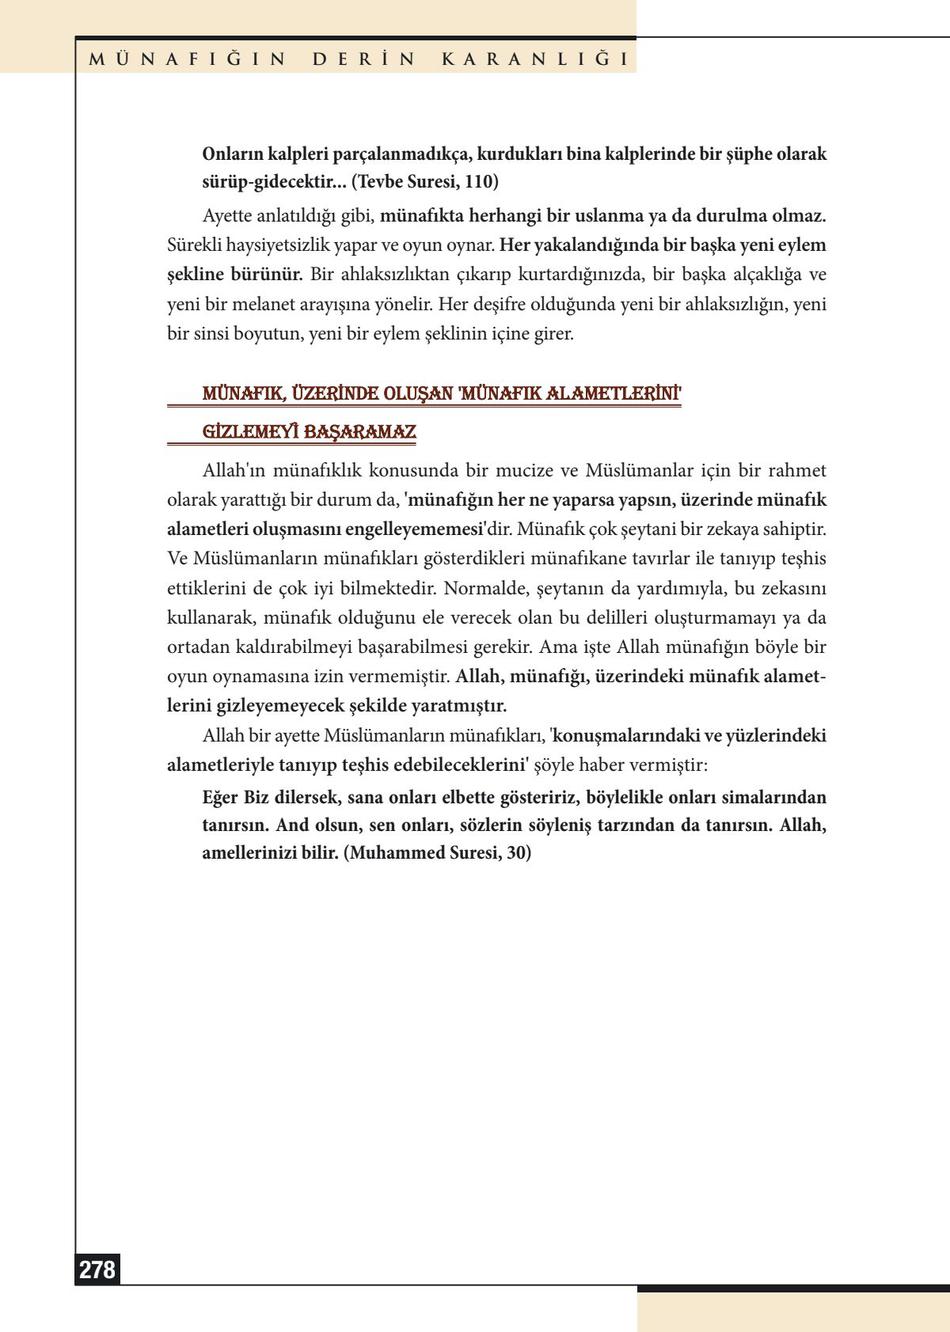 MÜNAFIĞIN DERİN KARANLIĞI
Onların kalpleri parçalanmadıkça, kurdukları bina kalplerinde bir şüphe olarak
sürüp-gidecektir... (Tevbe Suresi, 110)
Ayette anlatıldığı gibi, münafıkta herhangi bir uslanma ya da durulma olmaz.
Sürekli haysiyetsizlik yapar ve oyun oynar. Her yakalandığında bir başka yeni eylem
şekline bürünür. Bir ahlaksızlıktan çıkarıp kurtardığınızda, bir başka alçaklığa ve
yeni bir melanet arayışına yönelir. Her deşifre olduğunda yeni bir ahlaksızlığın, yeni
bir sinsi boyutun, yeni bir eylem şeklinin içine girer.
MÜNAFIK, ÜZERİNDE OLUŞAN 'MÜNAFIK ALAMETLERİNİ'
GİZLEMEYİ BAŞARAMAZ
Allah'ın münafıklık konusunda bir mucize ve Müslümanlar için bir rahmet
olarak yarattığı bir durum da, 'münafığın her ne yaparsa yapsın, üzerinde münafık
alametleri oluşmasını engelleyememesi'dir. Münafık çok şeytani bir zekaya sahiptir.
Ve Müslümanların münafıkları gösterdikleri münafıkane tavırlar ile tanıyıp teşhis
ettiklerini de çok iyi bilmektedir. Normalde, şeytanın da yardımıyla, bu zekasını
kullanarak, münafık olduğunu ele verecek olan bu delilleri oluşturmamayı ya da
ortadan kaldırabilmeyi başarabilmesi gerekir. Ama işte Allah münafığın böyle bir
oyun oynamasına izin vermemiştir. Allah, münafığı, üzerindeki münafık alamet-
lerini gizleyemeyecek şekilde yaratmıştır.
Allah bir ayette Müslümanların münafıkları, 'konuşmalarındaki ve yüzlerindeki
alametleriyle tanıyıp teşhis edebileceklerini' şöyle haber vermiştir:
Eğer Biz dilersek, sana onları elbette gösteririz, böylelikle onları simalarından
tanırsın. And olsun, sen onları, sözlerin söyleniş tarzından da tanırsın. Allah,
amellerinizi bilir. (Muhammed Suresi, 30)
278